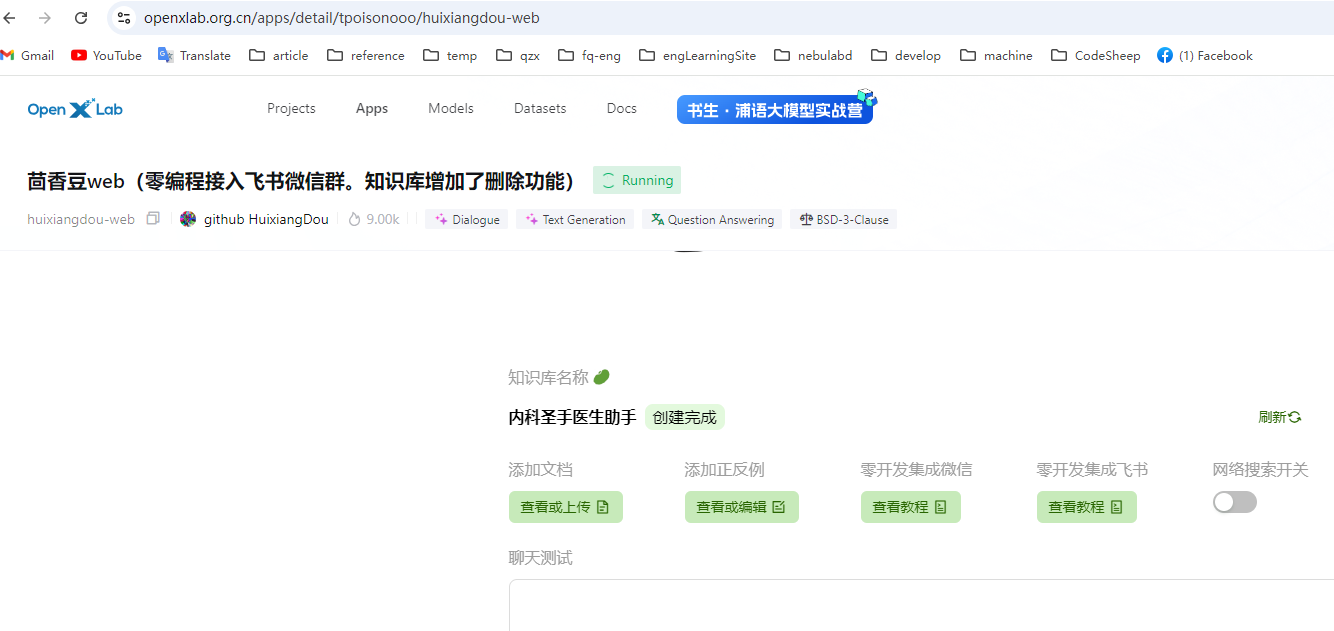 openxlab.org.cn/apps/detail/tpoisonooo/huixiangdou-web
Gmail YouTube Translate article reference temp qzx fq-eng engLearningSite nebulabd develop machine CodeSheep (1) Facebook
Open X Lab Projects Apps Models Datasets Docs 书生·浦语大模型实战营
茴香豆web（零编程接入飞书微信群。知识库增加了删除功能） Running
huixiangdou-web github HuixiangDou 9.00k Dialogue Text Generation Question Answering BSD-3-Clause
知识库名称
内科圣手医生助手 创建完成 刷新
添加文档 添加正反例 零开发集成微信 零开发集成飞书 网络搜索开关
查看或上传 查看或编辑 查看教程 查看教程
聊天测试